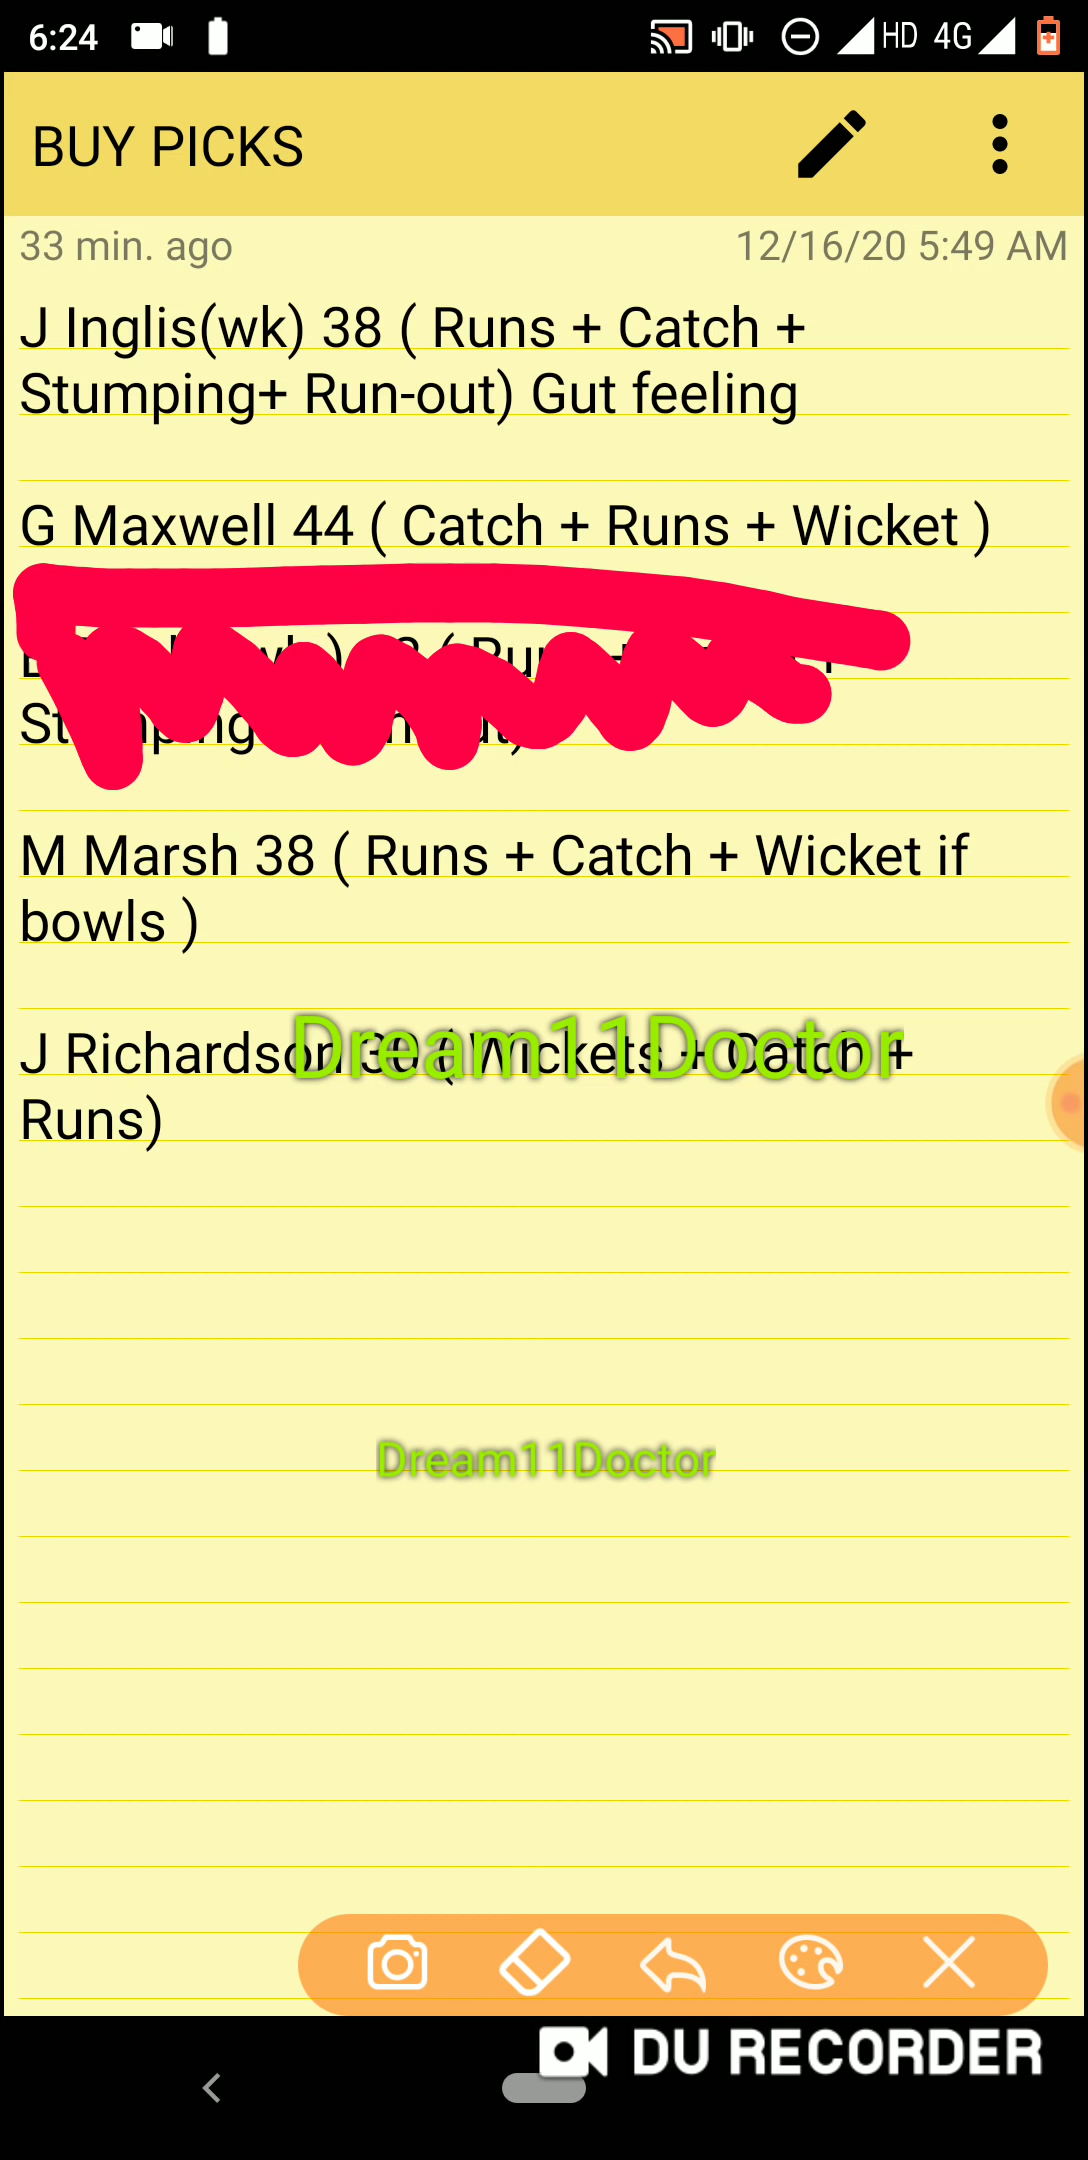 6:24 HD 4G
BUY PICKS
33 min. ago 12/16/20 5:49 AM
J Inglis(wk) 38 ( Runs + Catch +
Stumping+ Run-out) Gut feeling
G Maxwell 44 ( Catch + Runs + Wicket )
M Marsh 38 ( Runs + Catch + Wicket if
bowls )
J Richardson ( Wickets + Catch +
Runs)
Dream11Doctor
Dream11Doctor
DU RECORDER